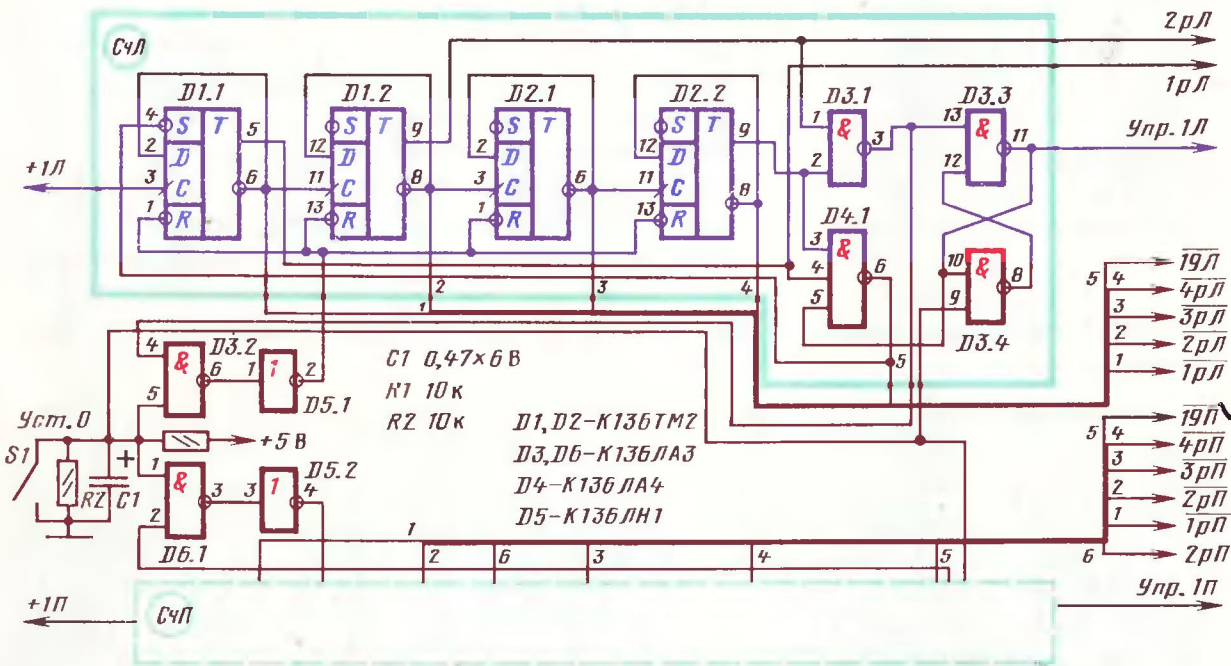 2рЛ
СчЛ
1рЛ
D1.1 D1.2 D2.1 D2.2 D3.1 D3.3
4 S T 5
2 D
3 C 6
1 R
S T 9
12 D
11 C 8
13 R
S T
2 D
3 C 6
1 R
S T 9
12 D
11 C 8
13 R
1 & 3
2
13 & 11
12
Упр. 1Л
+1Л
D4.1
3 &
4 6
5
10 & 8
9
D3.4
1 2 3 4 5
5 19Л
4 4рЛ
3 3рЛ
2 2рЛ
1 1рЛ
4 & 6
5
D3.2
1 1 2
D5.1
С1 0,47×6 В
R1 10к
R2 10к
D1, D2-К136ТМ2
D3, D6-К136ЛА3
D4-К136ЛА4
D5-К136ЛН1
Уст. 0
+5 В
S1
R2
+
C1
1 & 3
2
D6.1
3 1 4
D5.2
5 19П
4 4рП
3 3рП
2 2рП
1 1рП
6 2рП
1 2 6 3 4 5
+1П
СчП
Упр. 1П